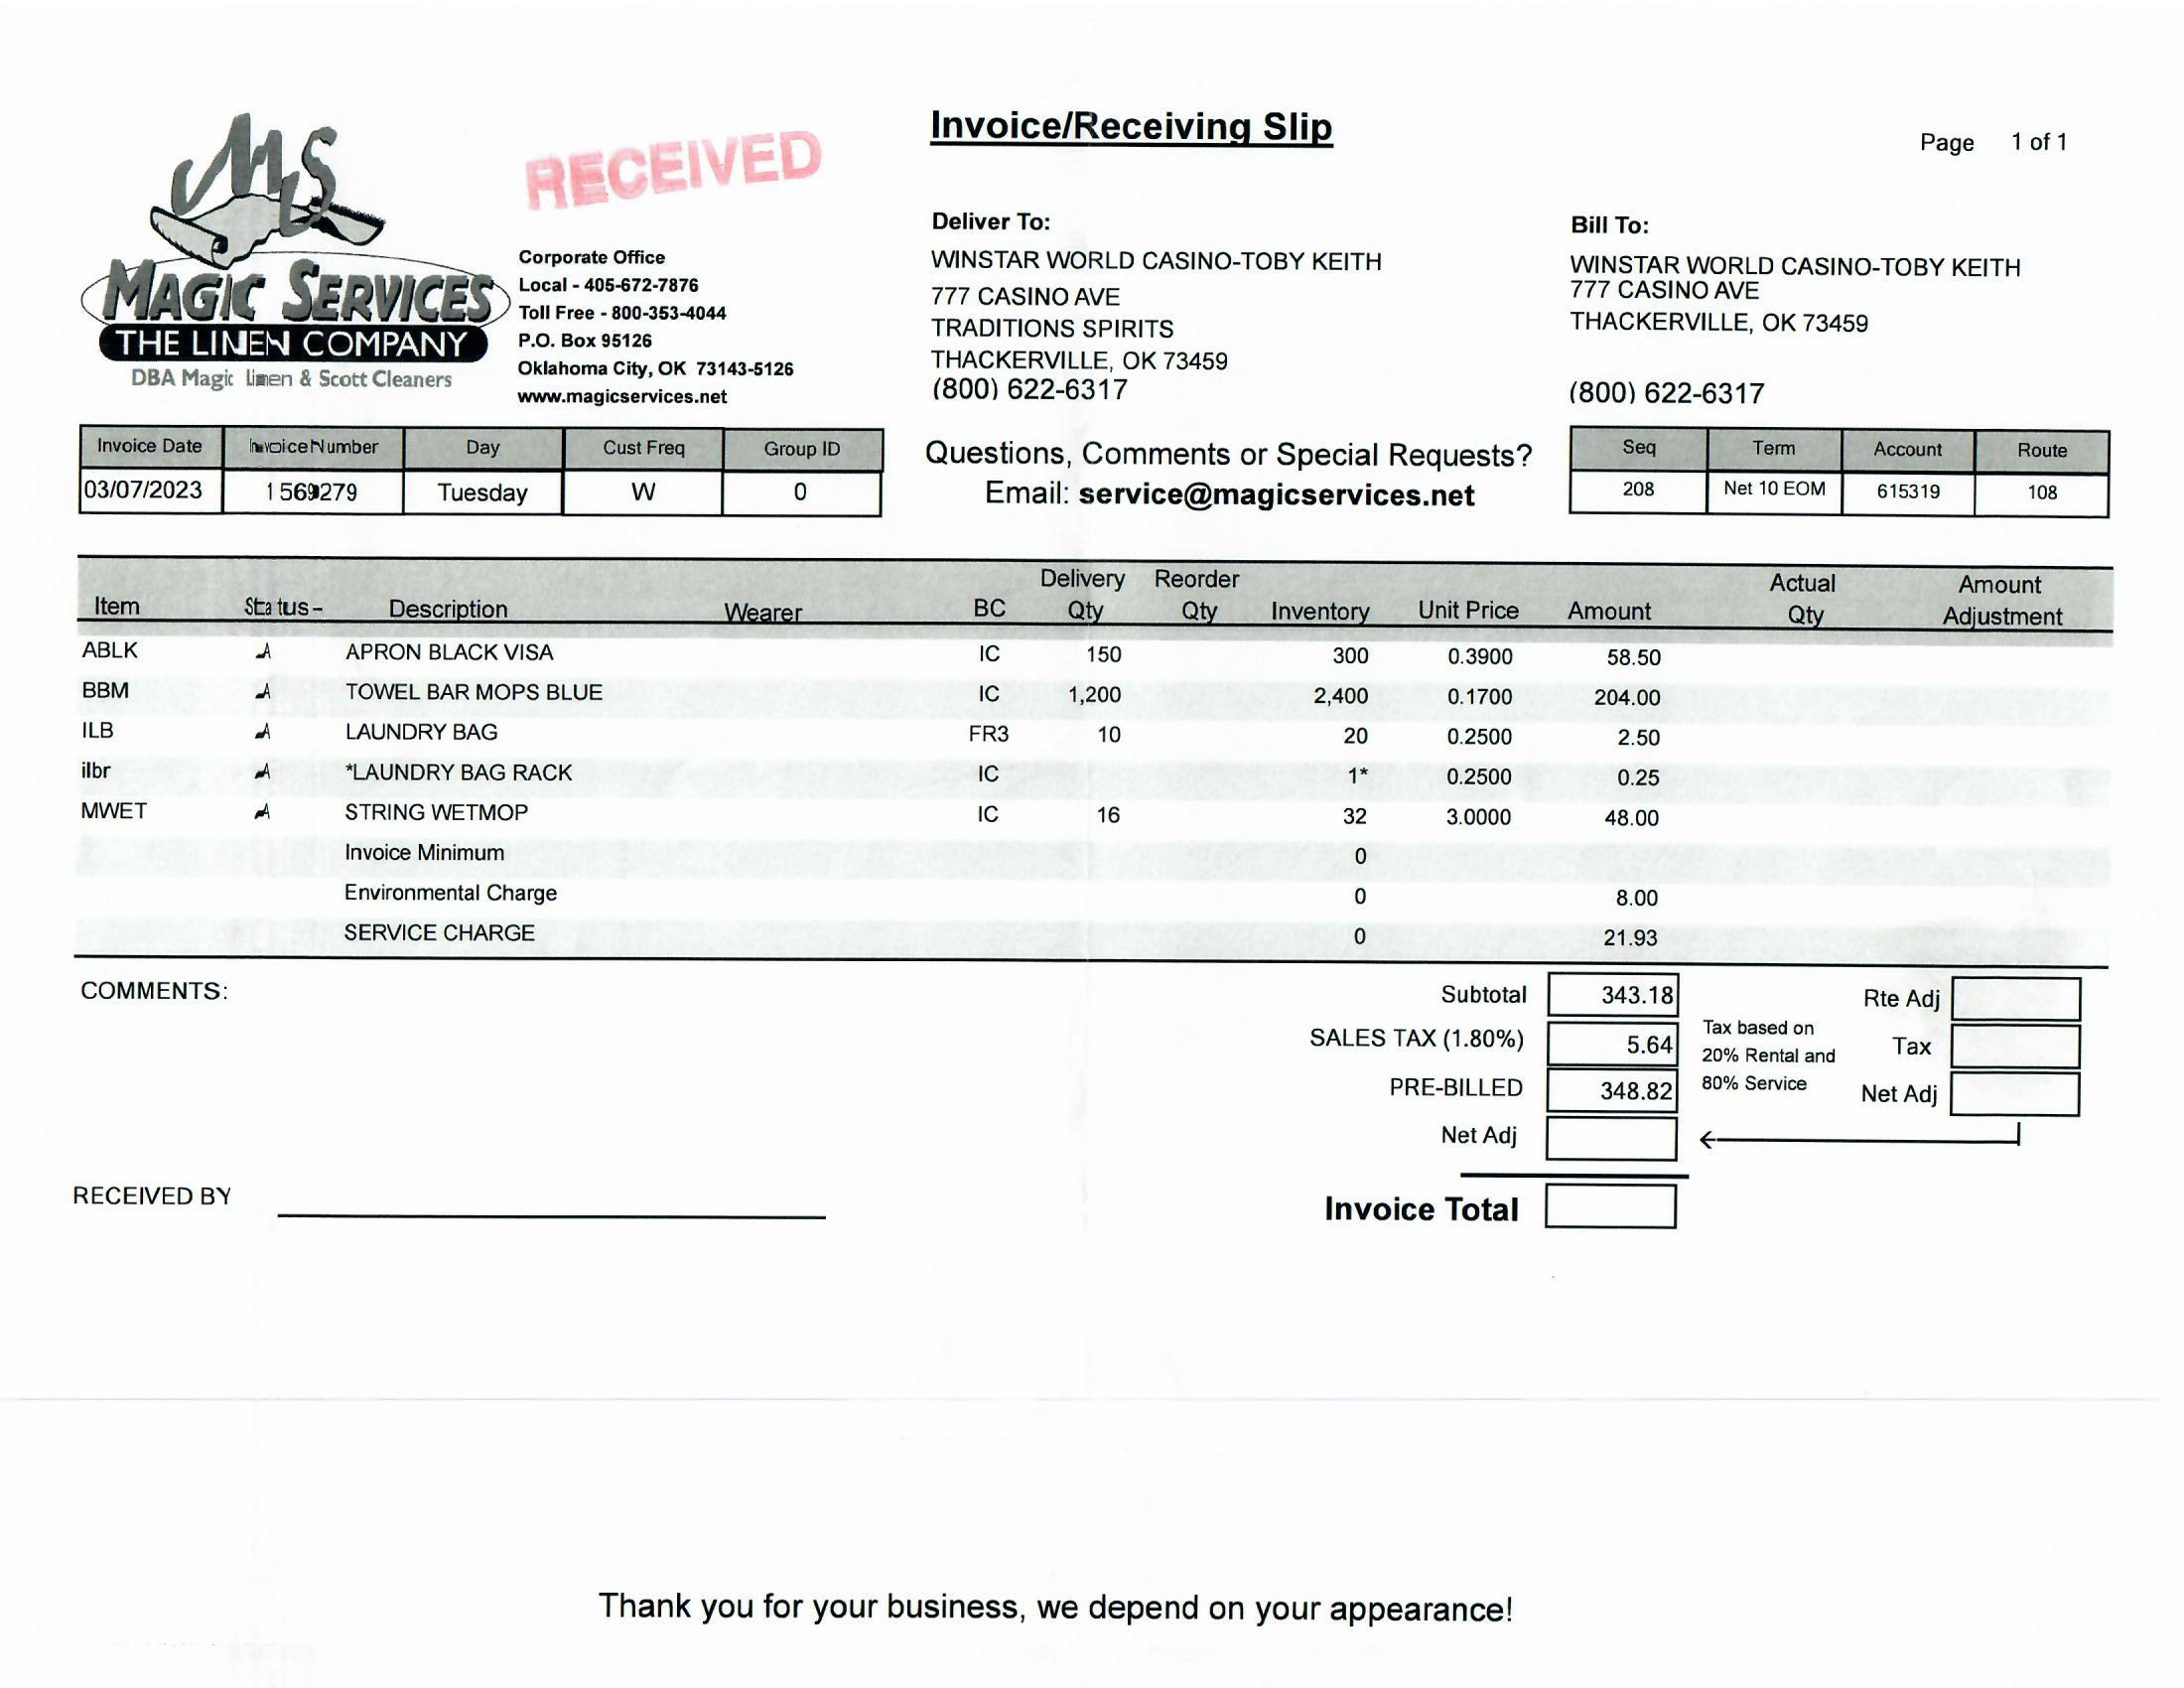 Invoice/Receiving Slip
Page 1 of 1
RECEIVED
MS
MAGIC SERVICES
THE LINEN COMPANY
DBA Magic Linen & Scott Cleaners
Corporate Office
Local - 405-672-7876
Toll Free - 800-353-4044
P.O. Box 95126
Oklahoma City, OK 73143-5126
www.magicservices.net
Deliver To:
WINSTAR WORLD CASINO-TOBY KEITH
777 CASINO AVE
TRADITIONS SPIRITS
THACKERVILLE, OK 73459
(800) 622-6317
Bill To:
WINSTAR WORLD CASINO-TOBY KEITH
777 CASINO AVE
THACKERVILLE, OK 73459
(800) 622-6317
Invoice Date Invoice Number Day Cust Freq Group ID
03/07/2023 1569279 Tuesday W 0
Questions, Comments or Special Requests?
Email: service@magicservices.net
Seq Term Account Route
208 Net 10 EOM 615319 108
Item Status- Description Wearer BC Delivery Qty Reorder Qty Inventory Unit Price Amount Actual Qty Amount Adjustment
ABLK A APRON BLACK VISA IC 150 300 0.3900 58.50
BBM A TOWEL BAR MOPS BLUE IC 1,200 2,400 0.1700 204.00
ILB A LAUNDRY BAG FR3 10 20 0.2500 2.50
ilbr A *LAUNDRY BAG RACK IC 1* 0.2500 0.25
MWET A STRING WETMOP IC 16 32 3.0000 48.00
Invoice Minimum 0
Environmental Charge 0 8.00
SERVICE CHARGE 0 21.93
COMMENTS:
Subtotal 343.18
SALES TAX (1.80%) 5.64
PRE-BILLED 348.82
Net Adj
Invoice Total
Tax based on
20% Rental and
80% Service
Rte Adj
Tax
Net Adj
RECEIVED BY
Thank you for your business, we depend on your appearance!